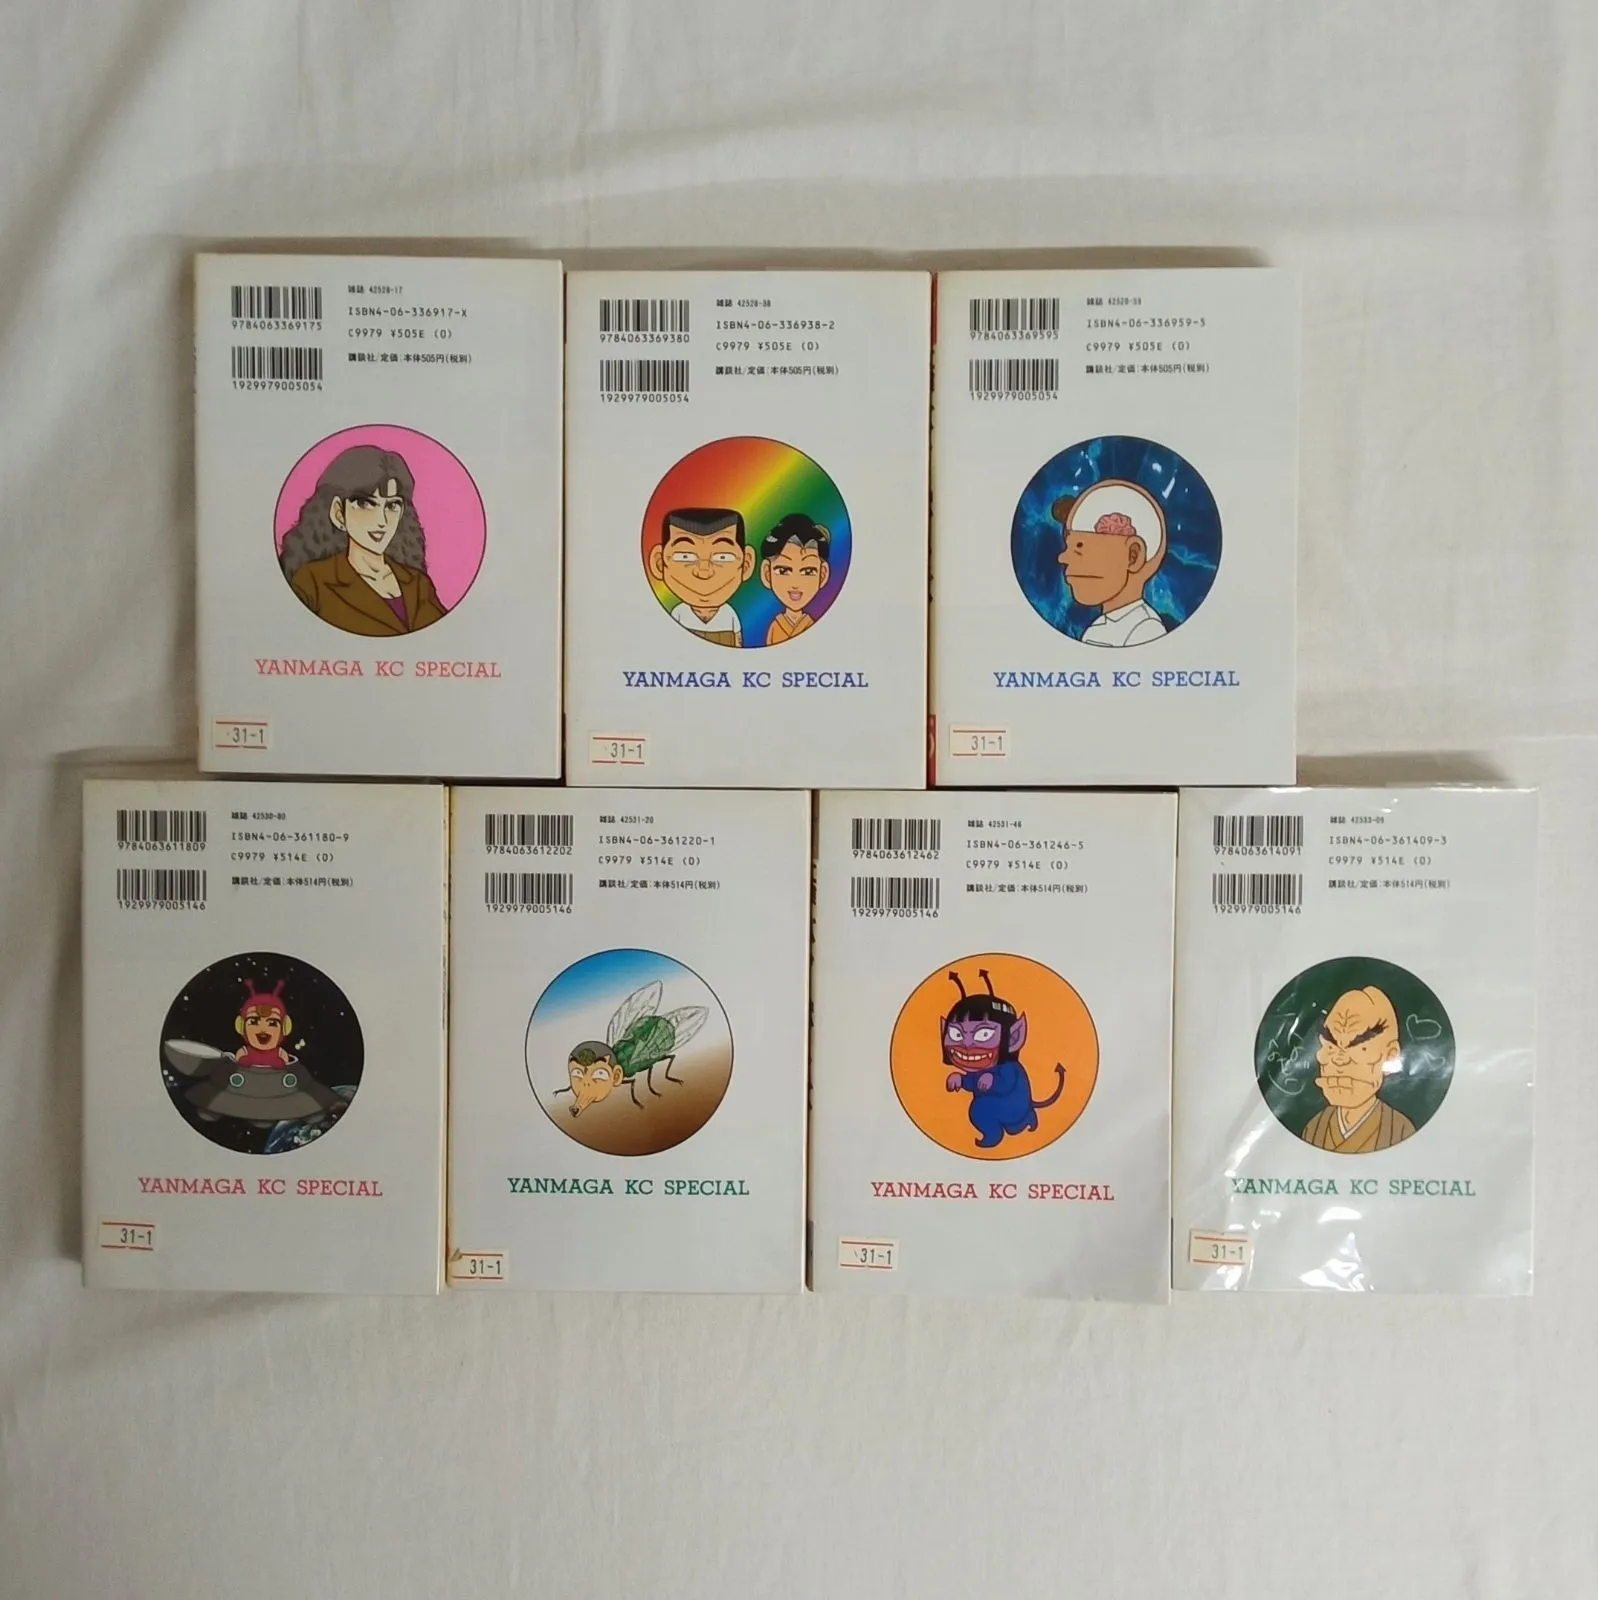 雑誌 42528-17
ISBN4-06-336917-X
9784063369175
C9979 ¥505E (0)
講談社/定価:本体505円(税別)
1929979005054
YANMAGA KC SPECIAL
31-1
雑誌 42528-38
ISBN4-06-336938-2
9784063369380
C9979 ¥505E (0)
講談社/定価:本体505円(税別)
1929979005054
YANMAGA KC SPECIAL
31-1
雑誌 42528-59
ISBN4-06-336959-5
9784063369595
C9979 ¥505E (0)
講談社/定価:本体505円(税別)
1929979005054
YANMAGA KC SPECIAL
31-1
雑誌 42530-80
ISBN4-06-361180-9
9784063611809
C9979 ¥514E (0)
講談社/定価:本体514円(税別)
1929979005146
YANMAGA KC SPECIAL
31-1
雑誌 42531-20
ISBN4-06-361220-1
9784063612202
C9979 ¥514E (0)
講談社/定価:本体514円(税別)
1929979005146
YANMAGA KC SPECIAL
31-1
雑誌 42531-46
ISBN4-06-361246-5
9784063612462
C9979 ¥514E (0)
講談社/定価:本体514円(税別)
1929979005146
YANMAGA KC SPECIAL
31-1
雑誌 42533-09
ISBN4-06-361409-3
9784063614091
C9979 ¥514E (0)
講談社/定価:本体514円(税別)
1929979005146
YANMAGA KC SPECIAL
31-1